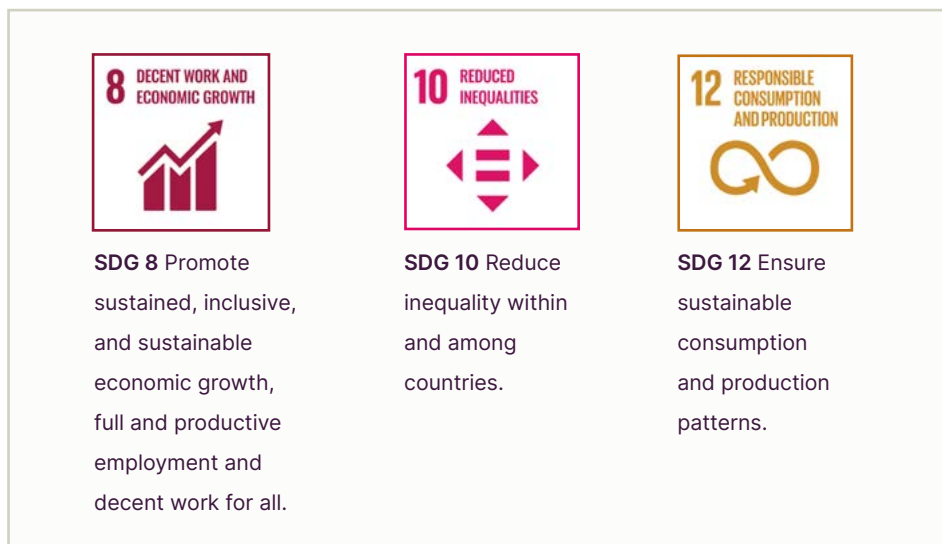 8 DECENT WORK AND
ECONOMIC GROWTH
SDG 8 Promote
sustained, inclusive,
and sustainable
economic growth,
full and productive
employment and
decent work for all.
10 REDUCED
INEQUALITIES
SDG 10 Reduce
inequality within
and among
countries.
12 RESPONSIBLE
CONSUMPTION
AND PRODUCTION
SDG 12 Ensure
sustainable
consumption
and production
patterns.